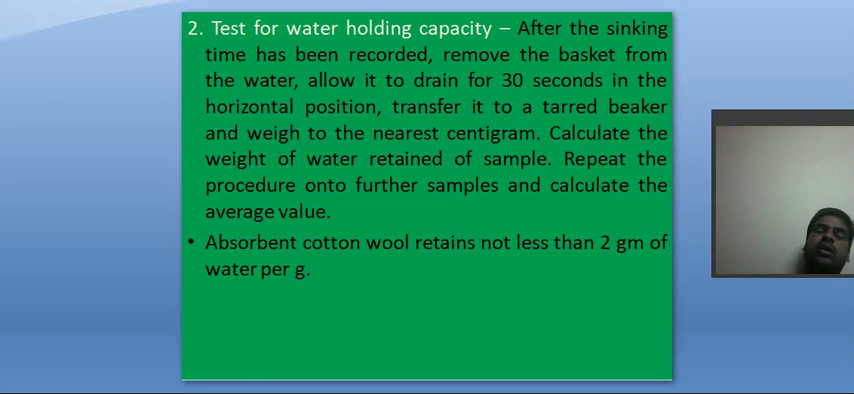 2. Test for water holding capacity – After the sinking
time has been recorded, remove the basket from
the water, allow it to drain for 30 seconds in the
horizontal position, transfer it to a tarred beaker
and weigh to the nearest centigram. Calculate the
weight of water retained of sample. Repeat the
procedure onto further samples and calculate the
average value.
• Absorbent cotton wool retains not less than 2 gm of
water per g.